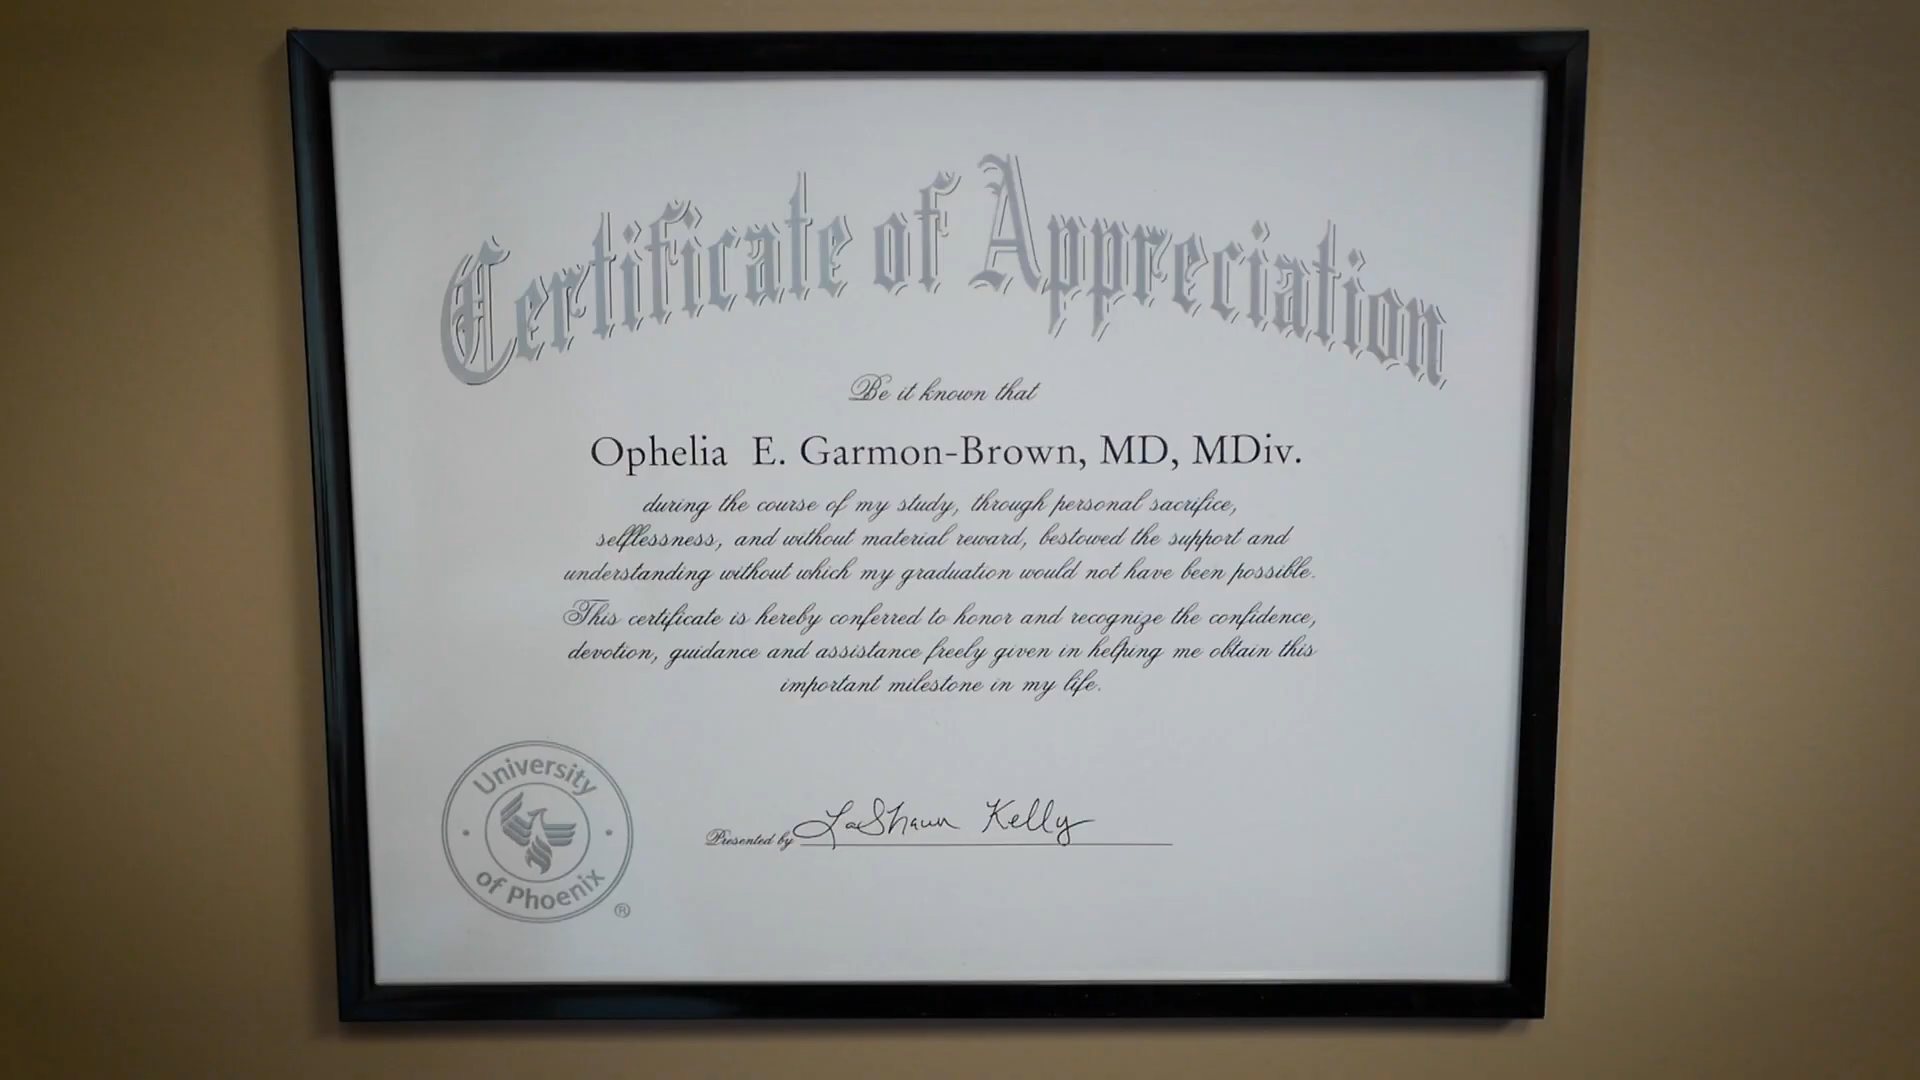 Certificate of Appreciation
Be it known that
Ophelia E. Garmon-Brown, MD, MDiv.
during the course of my study, through personal sacrifice,
selflessness, and without material reward, bestowed the support and
understanding without which my graduation would not have been possible.
This certificate is hereby conferred to honor and recognize the confidence,
devotion, guidance and assistance freely given in helping me obtain this
important milestone in my life.
University
of Phoenix
®
Presented by LaShawn Kelly